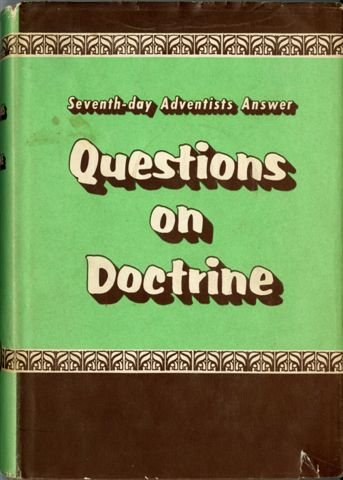 Seventh-day Adventists Answer
Questions
on
Doctrine